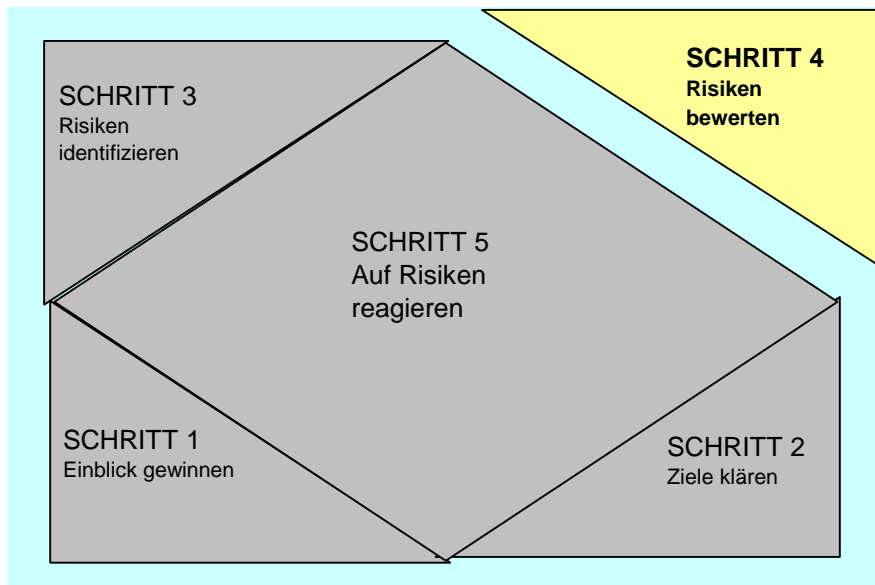 SCHRITT 4
Risiken
bewerten
SCHRITT 3
Risiken
identifizieren
SCHRITT 5
Auf Risiken
reagieren
SCHRITT 1
Einblick gewinnen
SCHRITT 2
Ziele klären